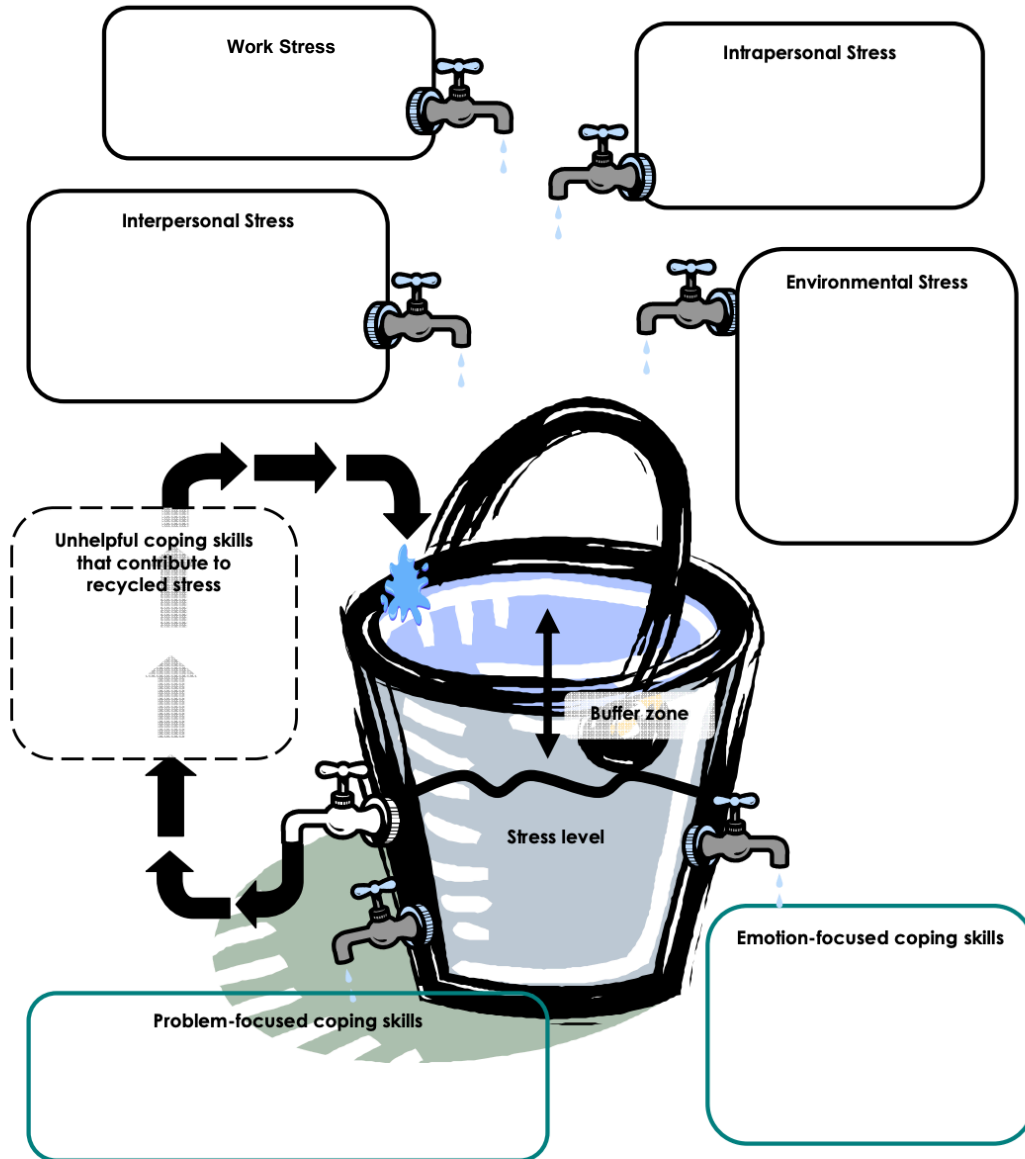 Work Stress
Intrapersonal Stress
Interpersonal Stress
Environmental Stress
Unhelpful coping skills
that contribute to
recycled stress
Buffer zone
Stress level
Emotion-focused coping skills
Problem-focused coping skills